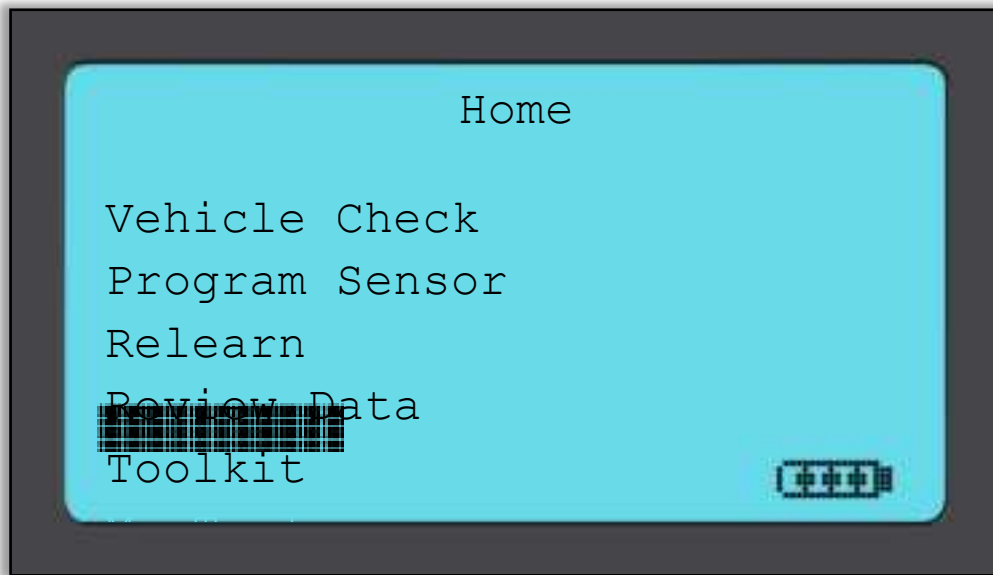 Home
Vehicle Check
Program Sensor
Relearn
Review Data
Toolkit